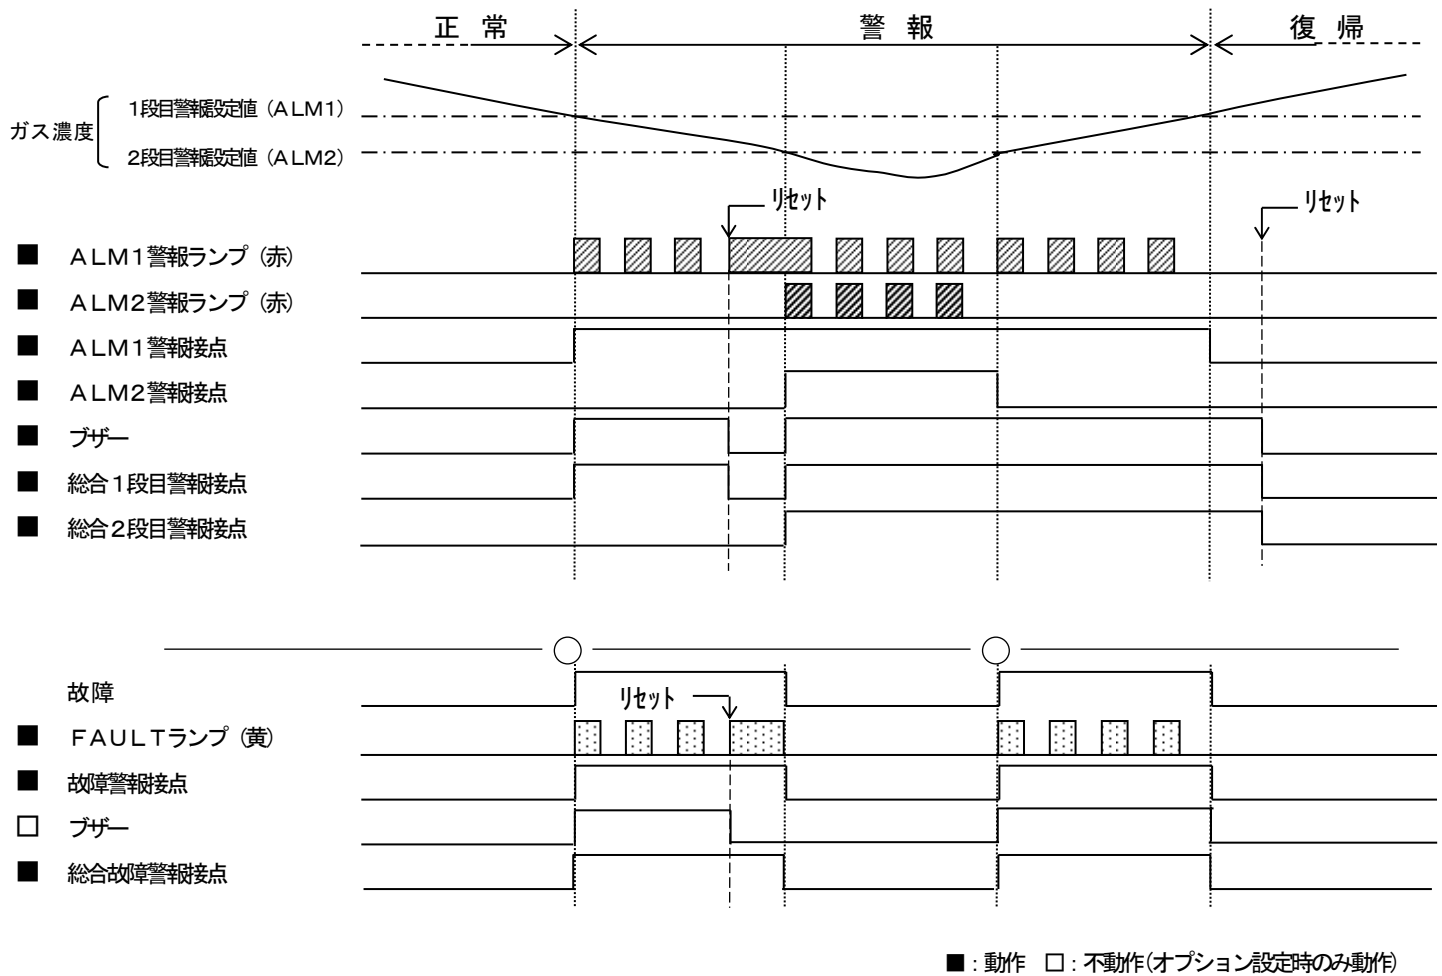 正 常
警 報
復 帰
ガス濃度
1段目警報設定値（ＡＬＭ1）
2段目警報設定値（ＡＬＭ2）
リセット
リセット
■ ＡＬＭ1警報ランプ（赤）
■ ＡＬＭ2警報ランプ（赤）
■ ＡＬＭ1警報接点
■ ＡＬＭ2警報接点
■ ブザー
■ 総合1段目警報接点
■ 総合2段目警報接点
故障
リセット
■ ＦＡＵＬＴランプ（黄）
■ 故障警報接点
□ ブザー
■ 総合故障警報接点
■：動作 □：不動作(オプション設定時のみ動作)